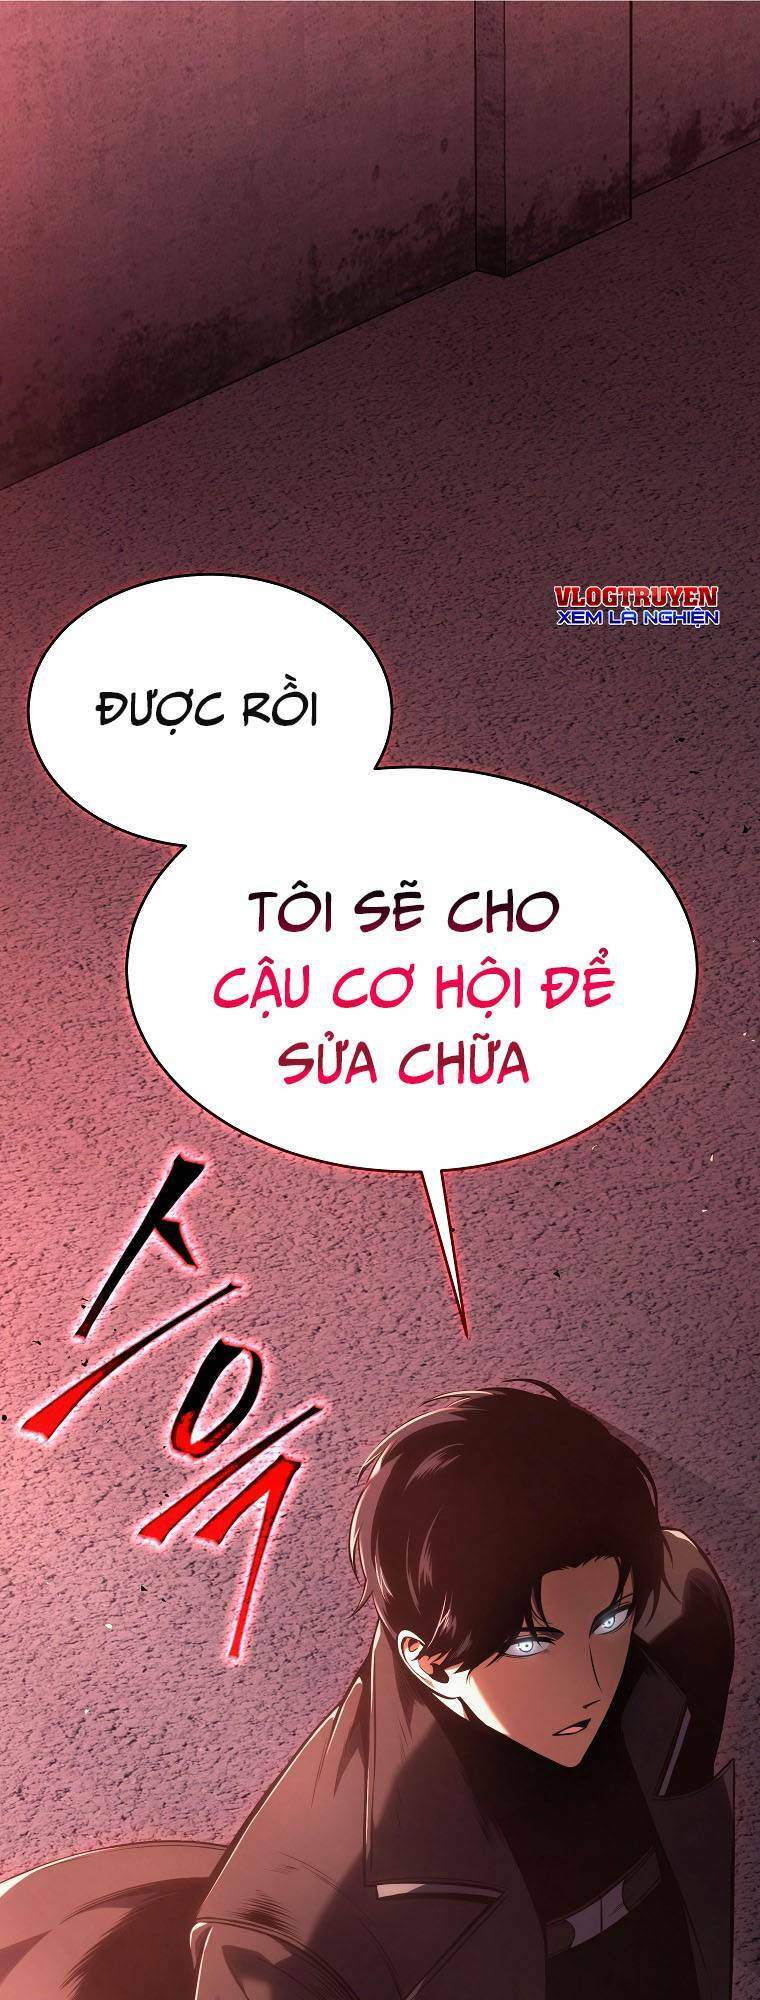 VLOGTRUYEN
XEM LÀ NGHIỆN
ĐƯỢC RỒI
TÔI SẼ CHO
CẬU CƠ HỘI ĐỂ
SỬA CHỮA
스윽